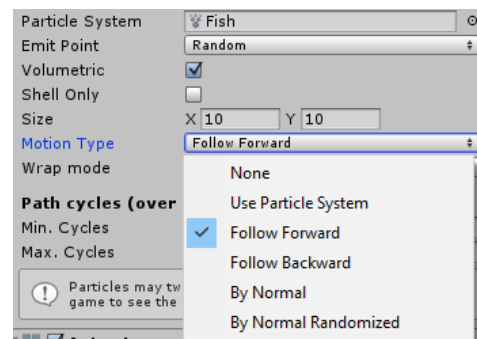 Particle System Fish
Emit Point Random
Volumetric
Shell Only
Size X 10 Y 10
Motion Type Follow Forward
Wrap mode
None
Use Particle System
Path cycles (over
Min. Cycles
Follow Forward
Max. Cycles
Follow Backward
Particles may tw
By Normal
game to see the
By Normal Randomized